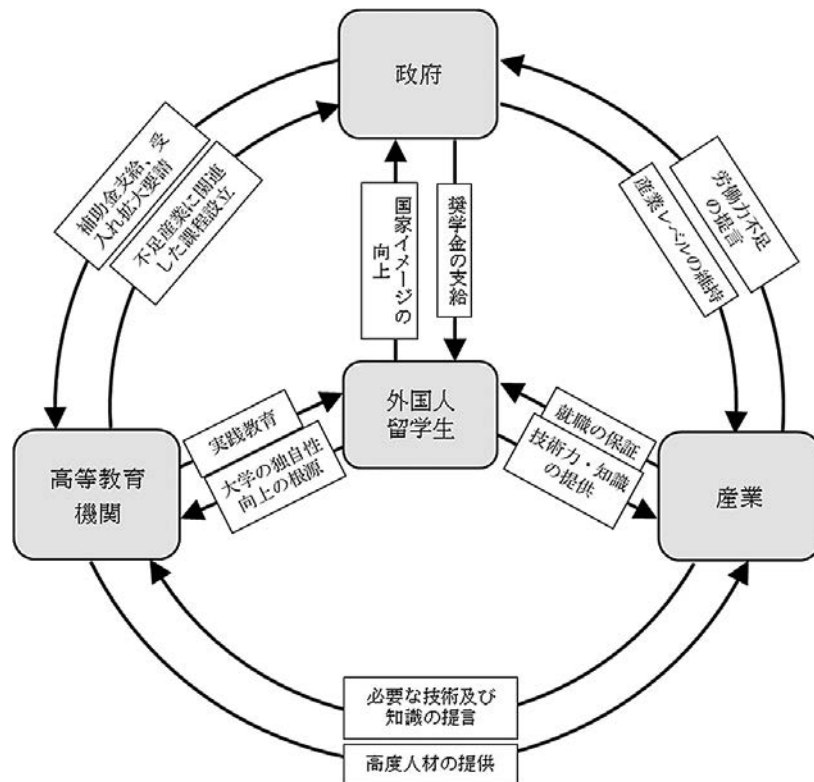 政府
補助金支給、受
入れ拡大要請
不足産業に関連
した課程設立
国家イメージの
向上
奨学金の支給
労働力不足
の提言
産業レベルの維持
外国人
留学生
実践教育
大学の独自性
向上の根源
就職の保証
技術力・知識
の提供
高等教育
機関
産業
必要な技術及び
知識の提言
高度人材の提供